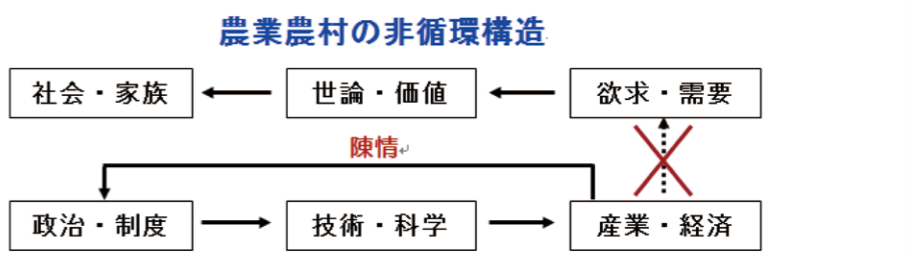 農業農村の非循環構造
社会・家族
世論・価値
欲求・需要
陳情
政治・制度
技術・科学
産業・経済